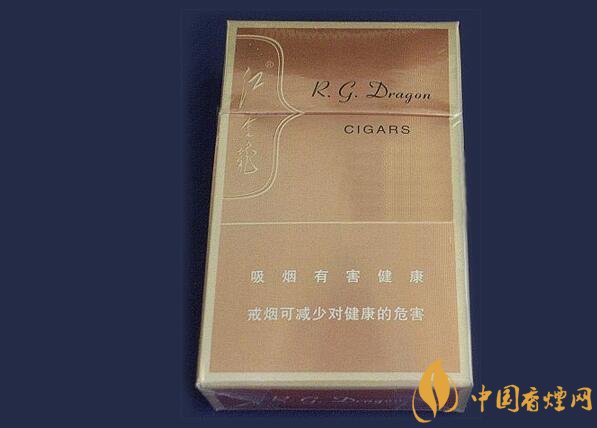 红金龍®
R. G. Dragon
CIGARS
吸烟有害健康
戒烟可减少对健康的危害
R. G. Dragon
中国香烟网